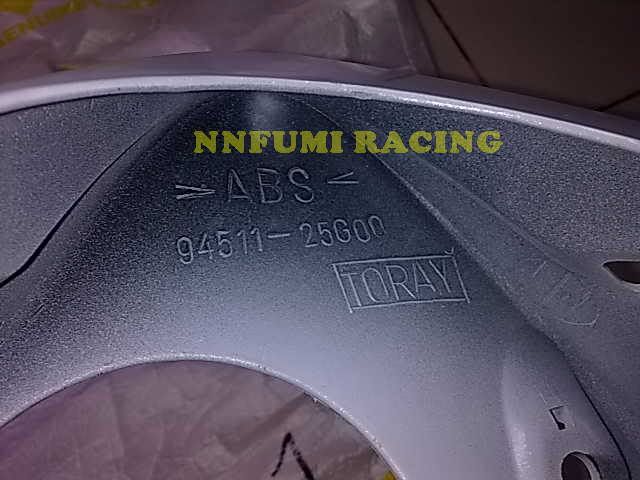 NNFUMI RACING
>ABS<
94511-25G00
TORAY